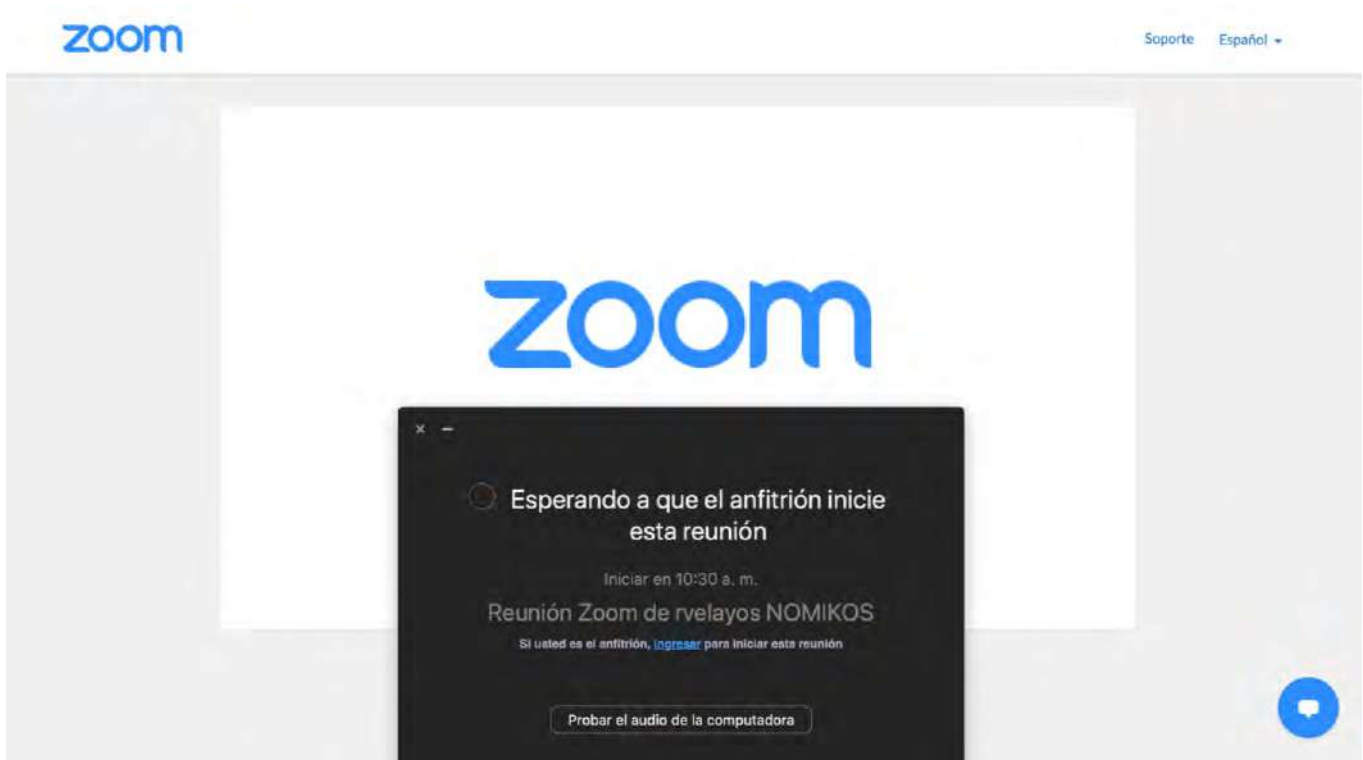 zoom
Soporte Español
zoom
Esperando a que el anfitrión inicie
esta reunión
Iniciar en 10:30 a. m.
Reunión Zoom de rvelayos NOMIKOS
Si usted es el anfitrión, ingresar para iniciar esta reunión
Probar el audio de la computadora